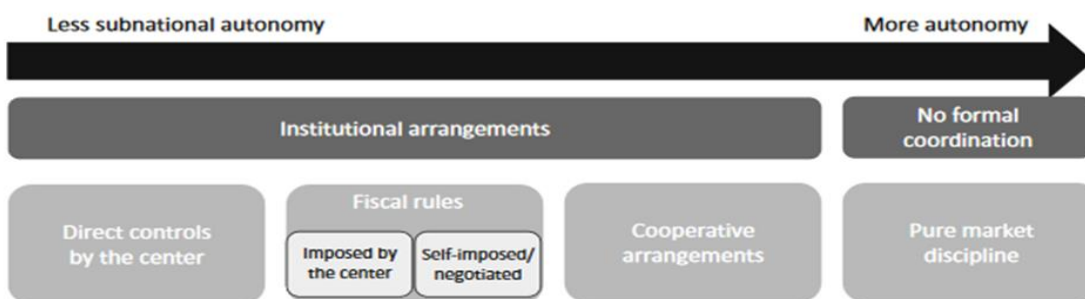 Less subnational autonomy
More autonomy
Institutional arrangements
No formal
coordination
Direct controls
by the center
Fiscal rules
Imposed by
the center
Self-imposed/
negotiated
Cooperative
arrangements
Pure market
discipline